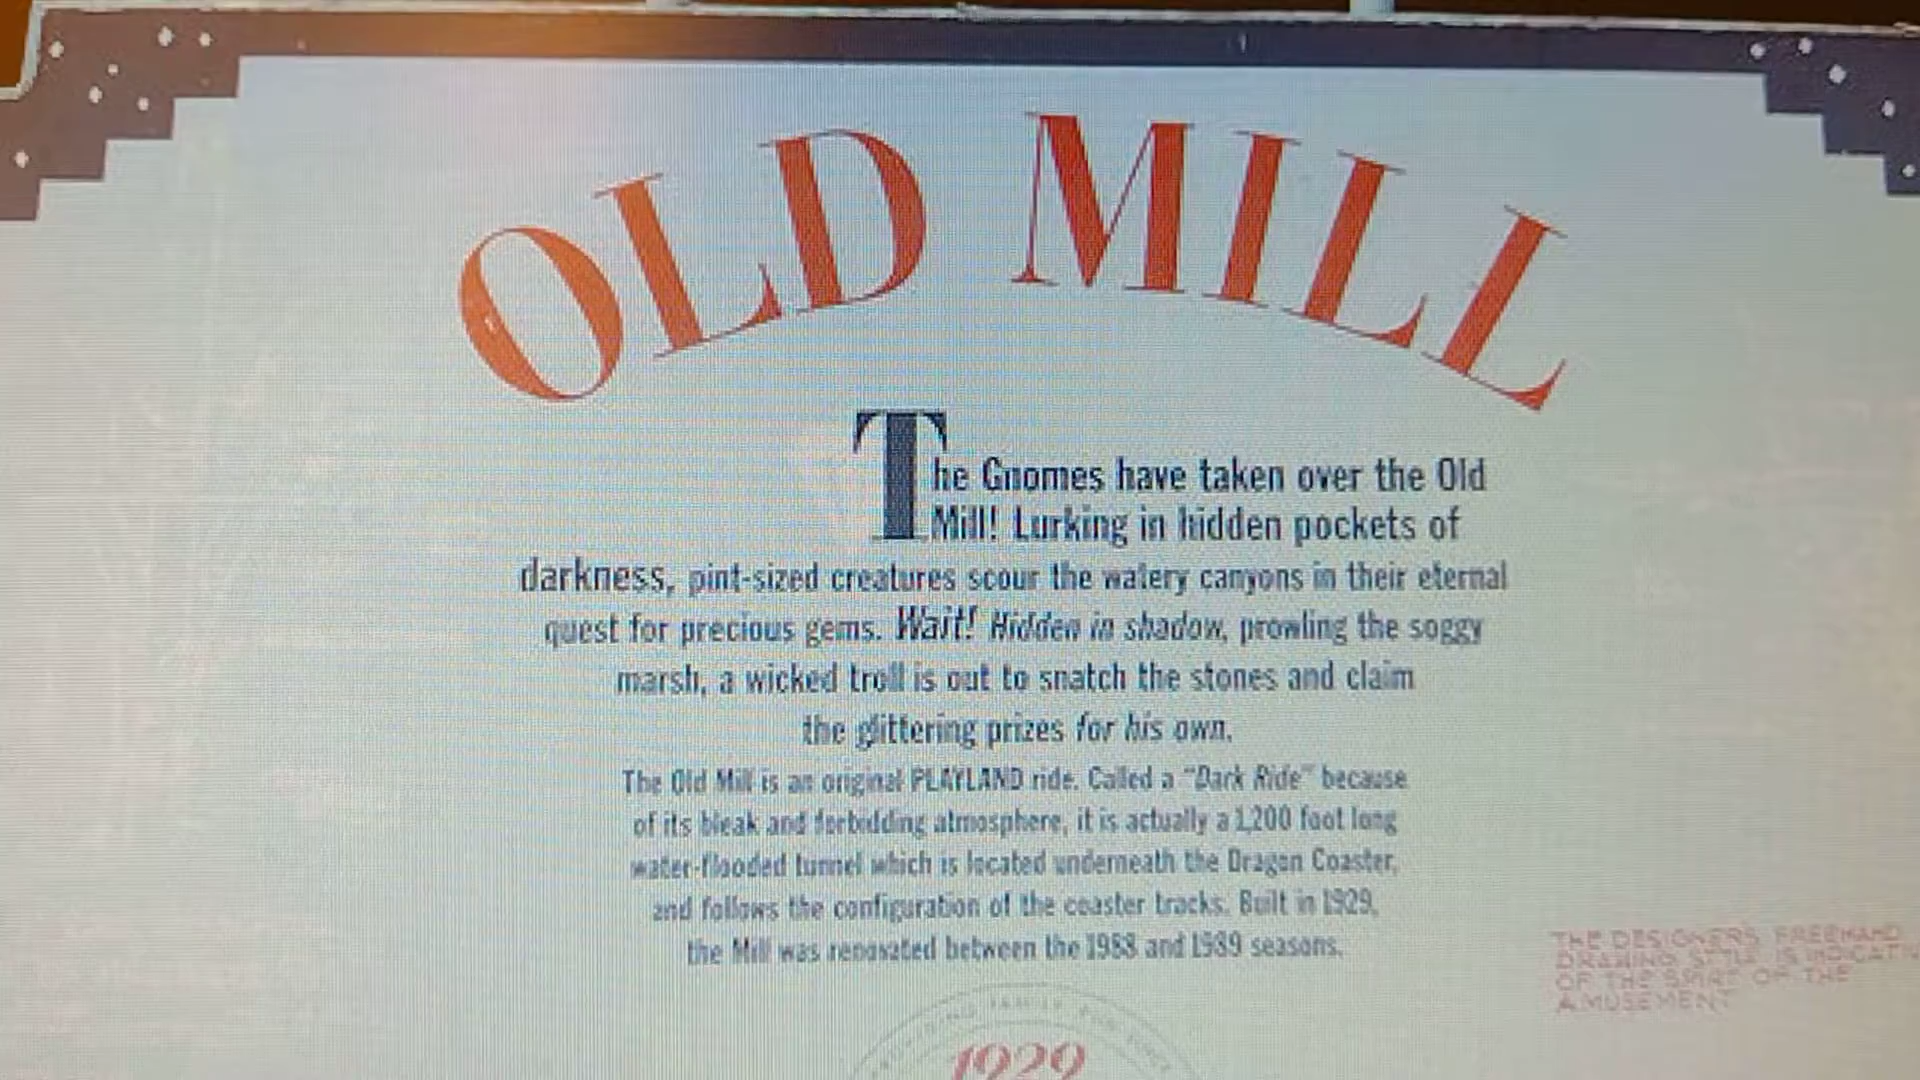 OLD MILL
The Gnomes have taken over the Old
Mill! Lurking in hidden pockets of
darkness, pint-sized creatures scour the watery canyons in their eternal
quest for precious gems. Wait! Hidden in shadow, prowling the soggy
marsh, a wicked troll is out to snatch the stones and claim
the glittering prizes for his own.
The Old Mill is an original PLAYLAND ride. Called a "Dark Ride" because
of its bleak and forbidding atmosphere, it is actually a 1,200 foot long
water-flooded tunnel which is located underneath the Dragon Coaster,
and follows the configuration of the coaster tracks. Built in 1929,
the Mill was renovated between the 1988 and 1989 seasons.
THE DESIGNERS FREEHAND
DRAWING STYLE IS
OF THE SPIRIT OF THE
AMUSEMENT
FAMILY FUN
1929